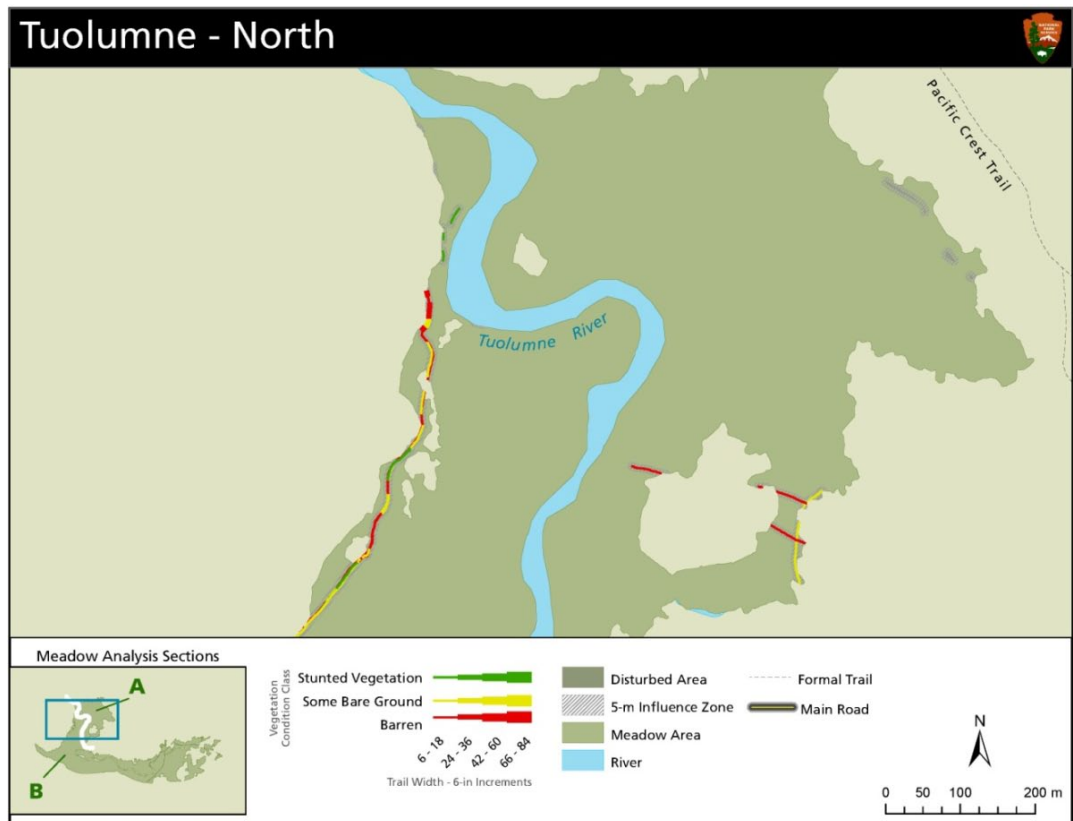 Tuolumne - North
Pacific Crest Trail
Tuolumne River
Meadow Analysis Sections
A
B
Vegetation
Condition Class
Stunted Vegetation
Some Bare Ground
Barren
6 - 18
24 - 36
42 - 60
66 - 84
Trail Width - 6-in Increments
Disturbed Area
5-m Influence Zone
Meadow Area
River
Formal Trail
Main Road
N
0 50 100 200 m